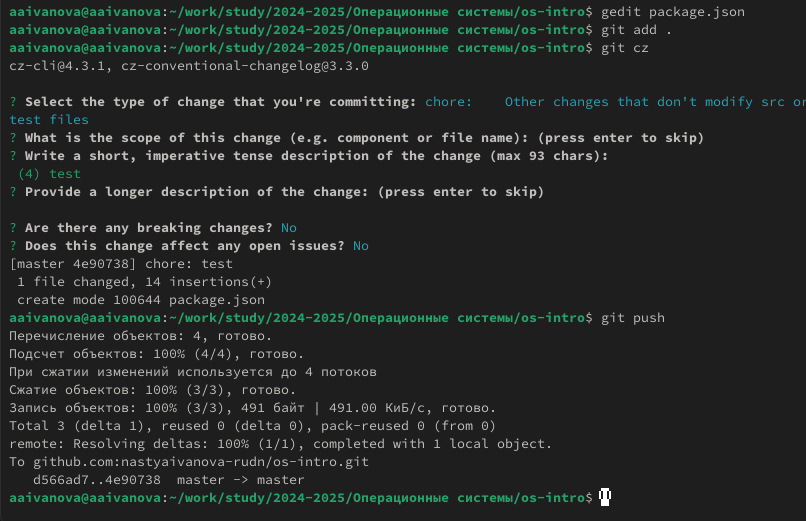 aaivanova@aaivanova:~/work/study/2024-2025/Операционные системы/os-intro$ gedit package.json
aaivanova@aaivanova:~/work/study/2024-2025/Операционные системы/os-intro$ git add .
aaivanova@aaivanova:~/work/study/2024-2025/Операционные системы/os-intro$ git cz
cz-cli@4.3.1, cz-conventional-changelog@3.3.0
? Select the type of change that you're committing: chore:    Other changes that don't modify src or
test files
? What is the scope of this change (e.g. component or file name): (press enter to skip)
? Write a short, imperative tense description of the change (max 93 chars):
(4) test
? Provide a longer description of the change: (press enter to skip)
? Are there any breaking changes? No
? Does this change affect any open issues? No
[master 4e90738] chore: test
1 file changed, 14 insertions(+)
create mode 100644 package.json
aaivanova@aaivanova:~/work/study/2024-2025/Операционные системы/os-intro$ git push
Перечисление объектов: 4, готово.
Подсчет объектов: 100% (4/4), готово.
При сжатии изменений используется до 4 потоков
Сжатие объектов: 100% (3/3), готово.
Запись объектов: 100% (3/3), 491 байт | 491.00 КиБ/с, готово.
Total 3 (delta 1), reused 0 (delta 0), pack-reused 0 (from 0)
remote: Resolving deltas: 100% (1/1), completed with 1 local object.
To github.com:nastyaivanova-rudn/os-intro.git
d566ad7..4e90738  master -> master
aaivanova@aaivanova:~/work/study/2024-2025/Операционные системы/os-intro$